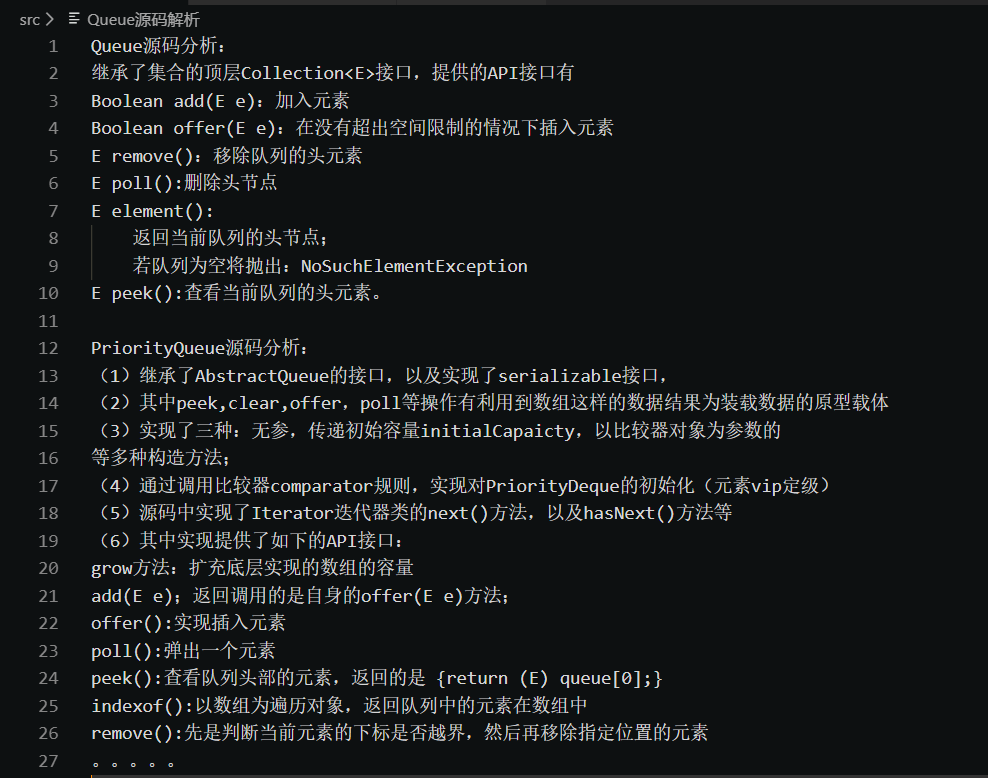 src > Queue源码解析
1 Queue源码分析：
2 继承了集合的顶层Collection<E>接口，提供的API接口有
3 Boolean add(E e)：加入元素
4 Boolean offer(E e)：在没有超出空间限制的情况下插入元素
5 E remove()：移除队列的头元素
6 E poll():删除头节点
7 E element():
8 返回当前队列的头节点；
9 若队列为空将抛出：NoSuchElementException
10 E peek():查看当前队列的头元素。
11
12 PriorityQueue源码分析：
13 （1）继承了AbstractQueue的接口，以及实现了serializable接口，
14 （2）其中peek,clear,offer，poll等操作有利用到数组这样的数据结果为装载数据的原型载体
15 （3）实现了三种：无参，传递初始容量initialCapaicty，以比较器对象为参数的
16 等多种构造方法；
17 （4）通过调用比较器comparator规则，实现对PriorityDeque的初始化（元素vip定级）
18 （5）源码中实现了Iterator迭代器类的next()方法，以及hasNext()方法等
19 （6）其中实现提供了如下的API接口：
20 grow方法：扩充底层实现的数组的容量
21 add(E e)；返回调用的是自身的offer(E e)方法；
22 offer():实现插入元素
23 poll():弹出一个元素
24 peek():查看队列头部的元素，返回的是 {return (E) queue[0];}
25 indexof():以数组为遍历对象，返回队列中的元素在数组中
26 remove():先是判断当前元素的下标是否越界，然后再移除指定位置的元素
27 。。。。。